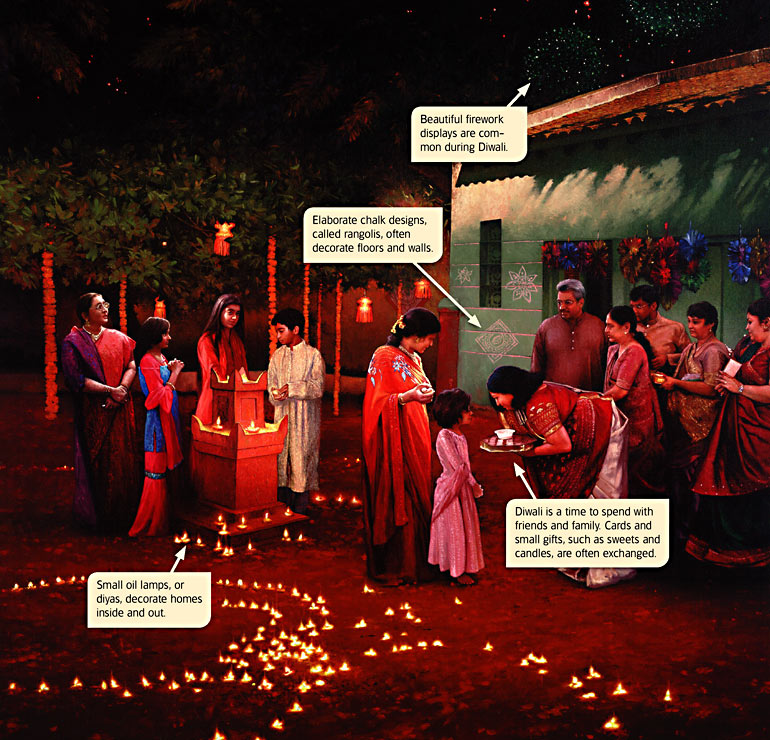 Beautiful firework
displays are com-
mon during Diwali.
Elaborate chalk designs,
called rangolis, often
decorate floors and walls.
Diwali is a time to spend with
friends and family. Cards and
small gifts, such as sweets and
candles, are often exchanged.
Small oil lamps, or
diyas, decorate homes
inside and out.